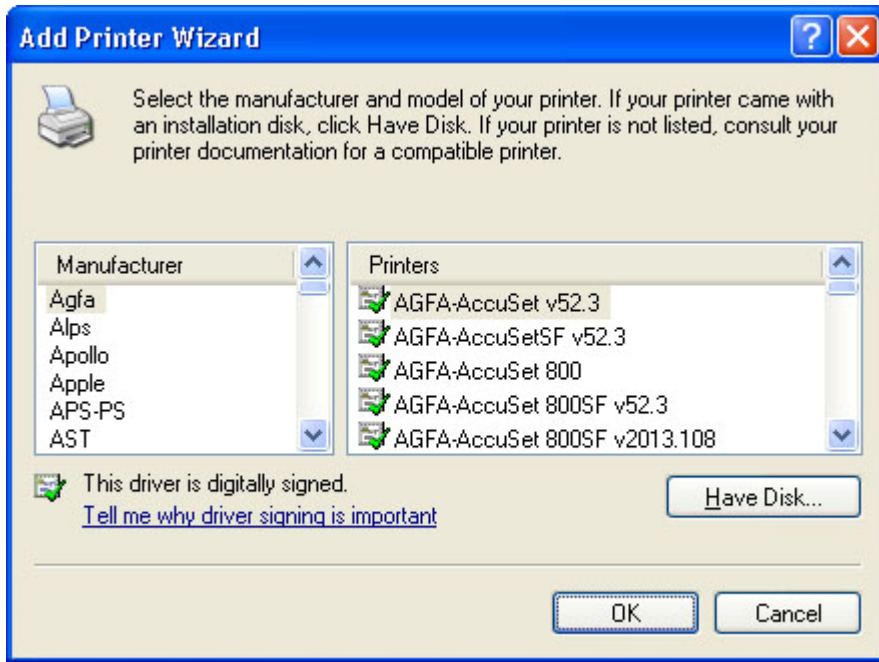 Add Printer Wizard
?
Select the manufacturer and model of your printer. If your printer came with
an installation disk, click Have Disk. If your printer is not listed, consult your
printer documentation for a compatible printer.
Manufacturer
Agfa
Alps
Apollo
Apple
APS-PS
AST
Printers
AGFA-AccuSet v52.3
AGFA-AccuSetSF v52.3
AGFA-AccuSet 800
AGFA-AccuSet 800SF v52.3
AGFA-AccuSet 800SF v2013.108
This driver is digitally signed.
Tell me why driver signing is important
Have Disk...
OK
Cancel